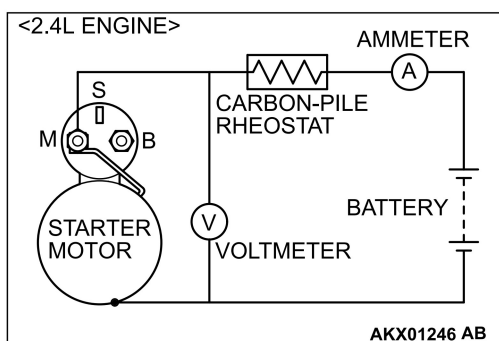 <2.4L ENGINE>
AMMETER
A
CARBON-PILE
RHEOSTAT
S
M
B
STARTER
MOTOR
V
VOLTMETER
BATTERY
AKX01246 AB